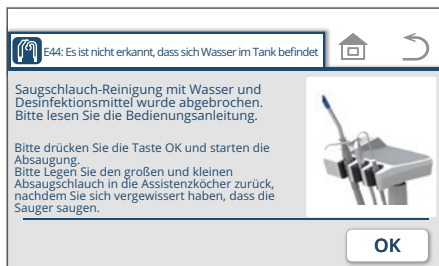 E44: Es ist nicht erkannt, dass sich Wasser im Tank befindet
Saugschlauch-Reinigung mit Wasser und
Desinfektionsmittel wurde abgebrochen.
Bitte lesen Sie die Bedienungsanleitung.
Bitte drücken Sie die Taste OK und starten die
Absaugung.
Bitte Legen Sie den großen und kleinen
Absaugschlauch in die Assistenzköcher zurück,
nachdem Sie sich vergewissert haben, dass die
Sauger saugen.
OK